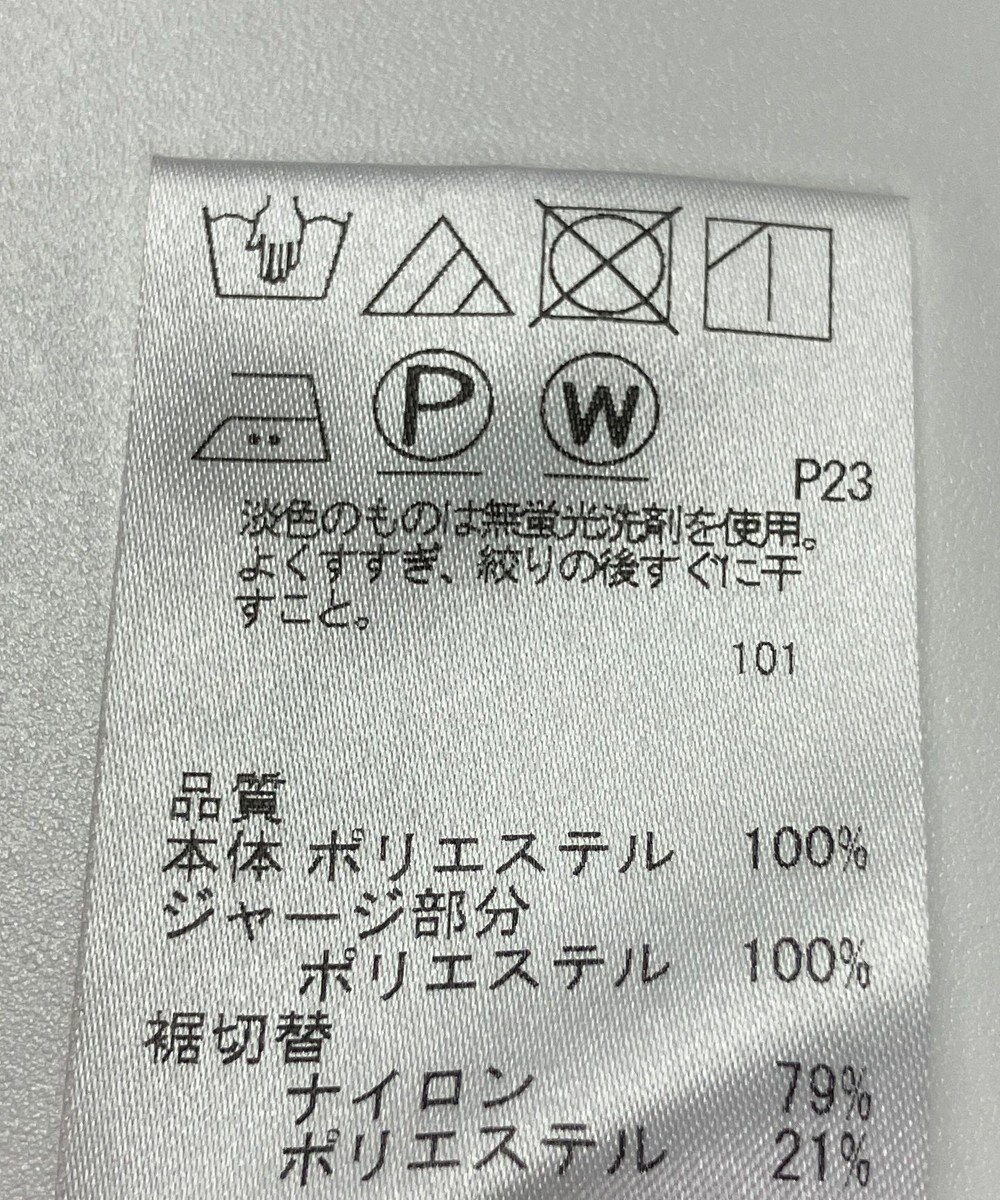 P W
P23
淡色のものは無蛍光洗剤を使用。
よくすすぎ、絞りの後すぐに干
すこと。
101
品質
本体 ポリエステル 100%
ジャージ部分
ポリエステル 100%
裾切替
ナイロン 79%
ポリエステル 21%